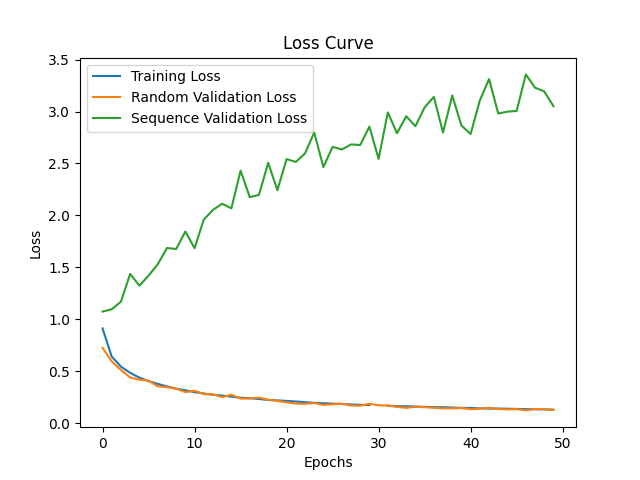 Loss Curve
Training Loss
Random Validation Loss
Sequence Validation Loss
Loss
3.5
3.0
2.5
2.0
1.5
1.0
0.5
0.0
0 10 20 30 40 50
Epochs